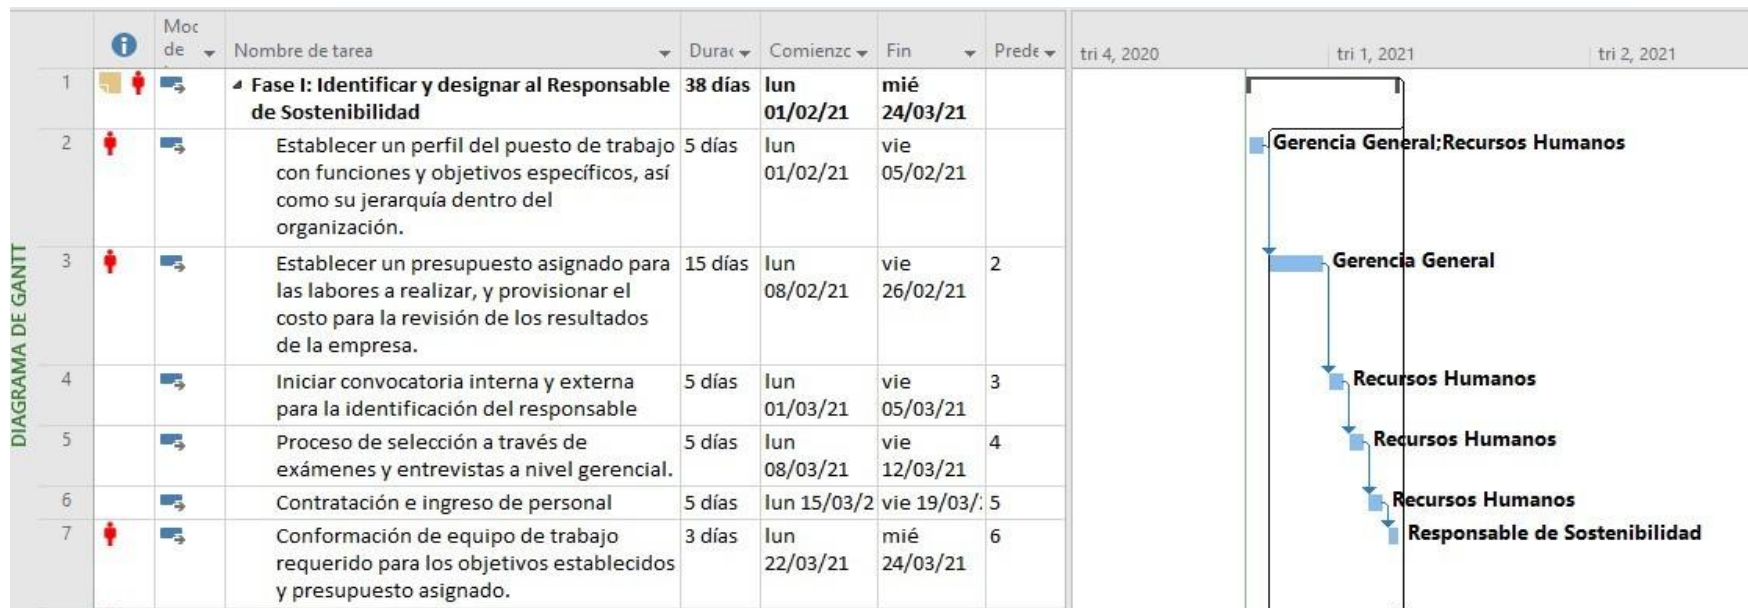 Moc
de
Nombre de tarea
Durac
Comienzo
Fin
Prede
tri 4, 2020
tri 1, 2021
tri 2, 2021
DIAGRAMA DE GANTT
1
Fase I: Identificar y designar al Responsable
de Sostenibilidad
38 días
lun
01/02/21
mié
24/03/21
2
Establecer un perfil del puesto de trabajo
con funciones y objetivos específicos, así
como su jerarquía dentro del
organización.
5 días
lun
01/02/21
vie
05/02/21
Gerencia General;Recursos Humanos
3
Establecer un presupuesto asignado para
las labores a realizar, y provisionar el
costo para la revisión de los resultados
de la empresa.
15 días
lun
08/02/21
vie
26/02/21
2
Gerencia General
4
Iniciar convocatoria interna y externa
para la identificación del responsable
5 días
lun
01/03/21
vie
05/03/21
3
Recursos Humanos
5
Proceso de selección a través de
exámenes y entrevistas a nivel gerencial.
5 días
lun
08/03/21
vie
12/03/21
4
Recursos Humanos
6
Contratación e ingreso de personal
5 días
lun 15/03/2
vie 19/03/
5
Recursos Humanos
7
Conformación de equipo de trabajo
requerido para los objetivos establecidos
y presupuesto asignado.
3 días
lun
22/03/21
mié
24/03/21
6
Responsable de Sostenibilidad